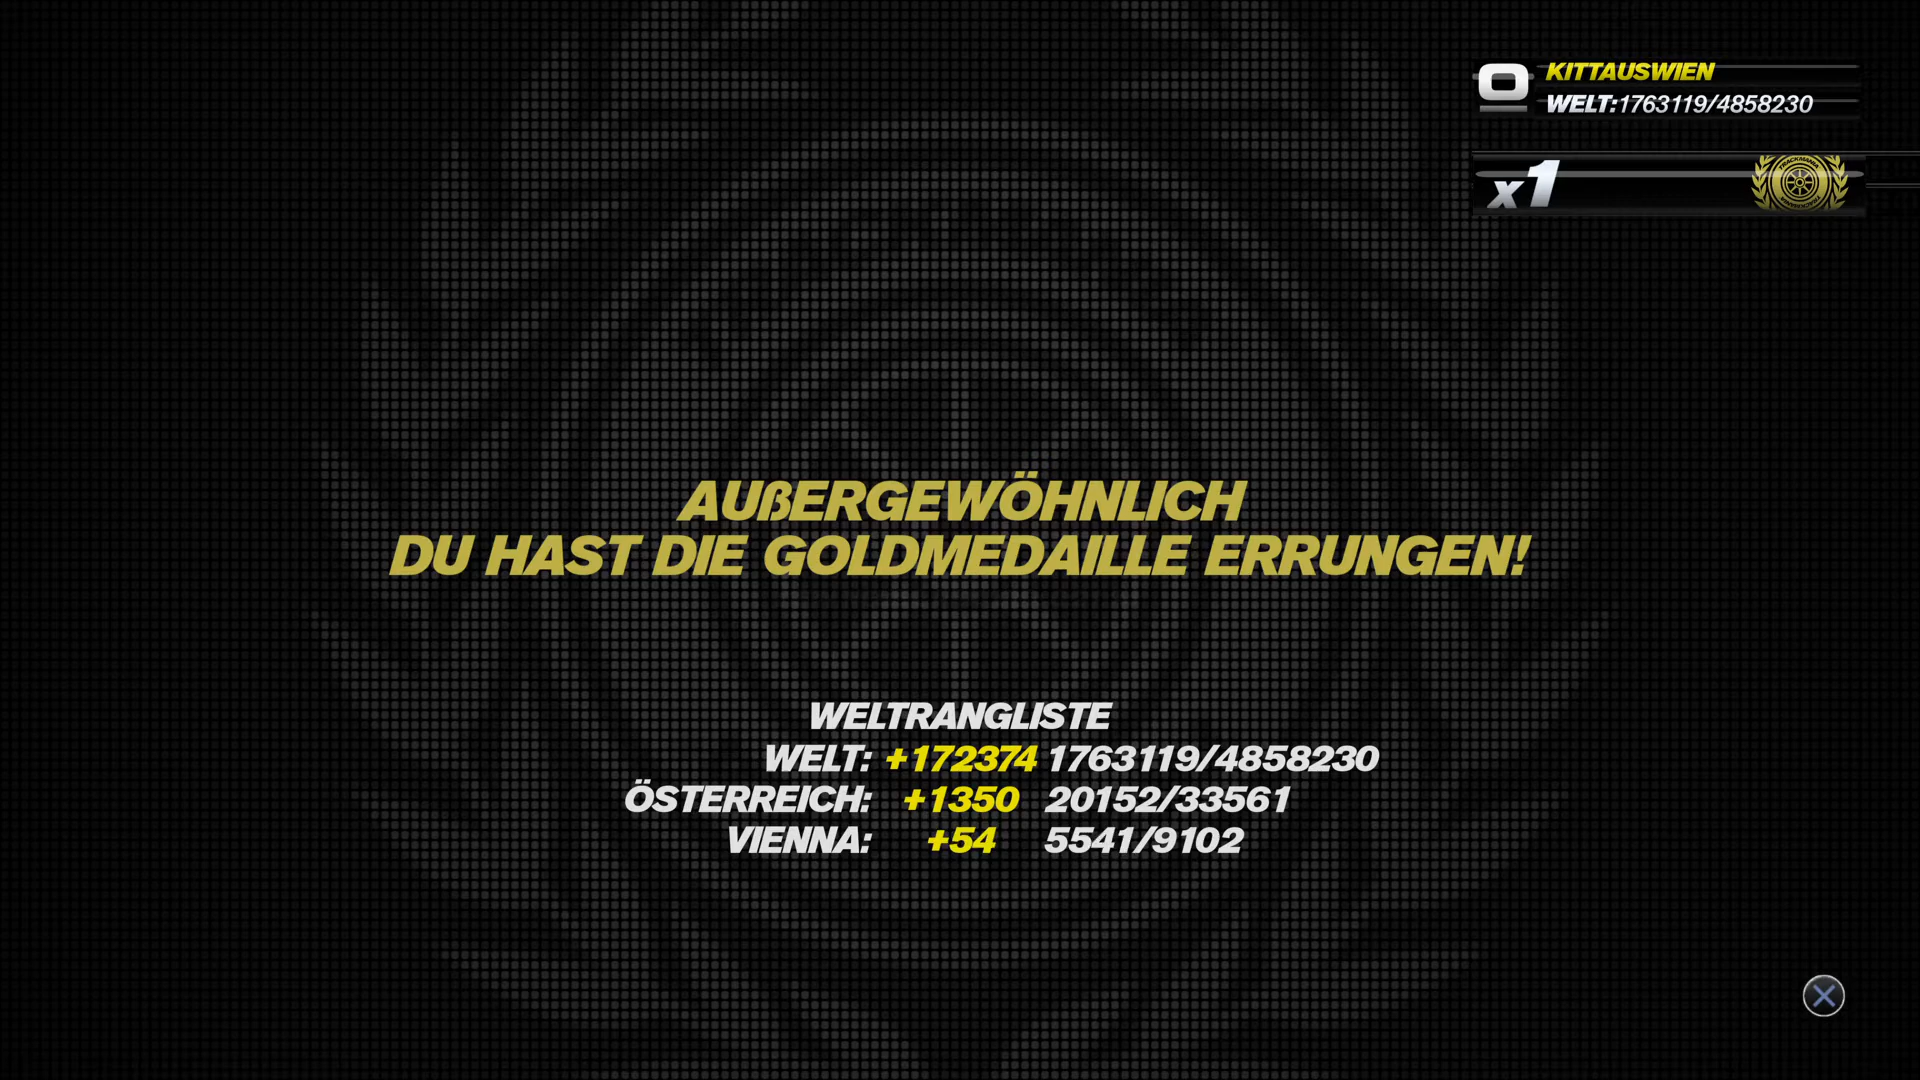 KITTAUSWIEN
WELT:1763119/4858230
x1
TRACKMANIA
AUßERGEWÖHNLICH
DU HAST DIE GOLDMEDAILLE ERRUNGEN!
WELTRANGLISTE
WELT: +172374 1763119/4858230
ÖSTERREICH: +1350 20152/33561
VIENNA: +54 5541/9102